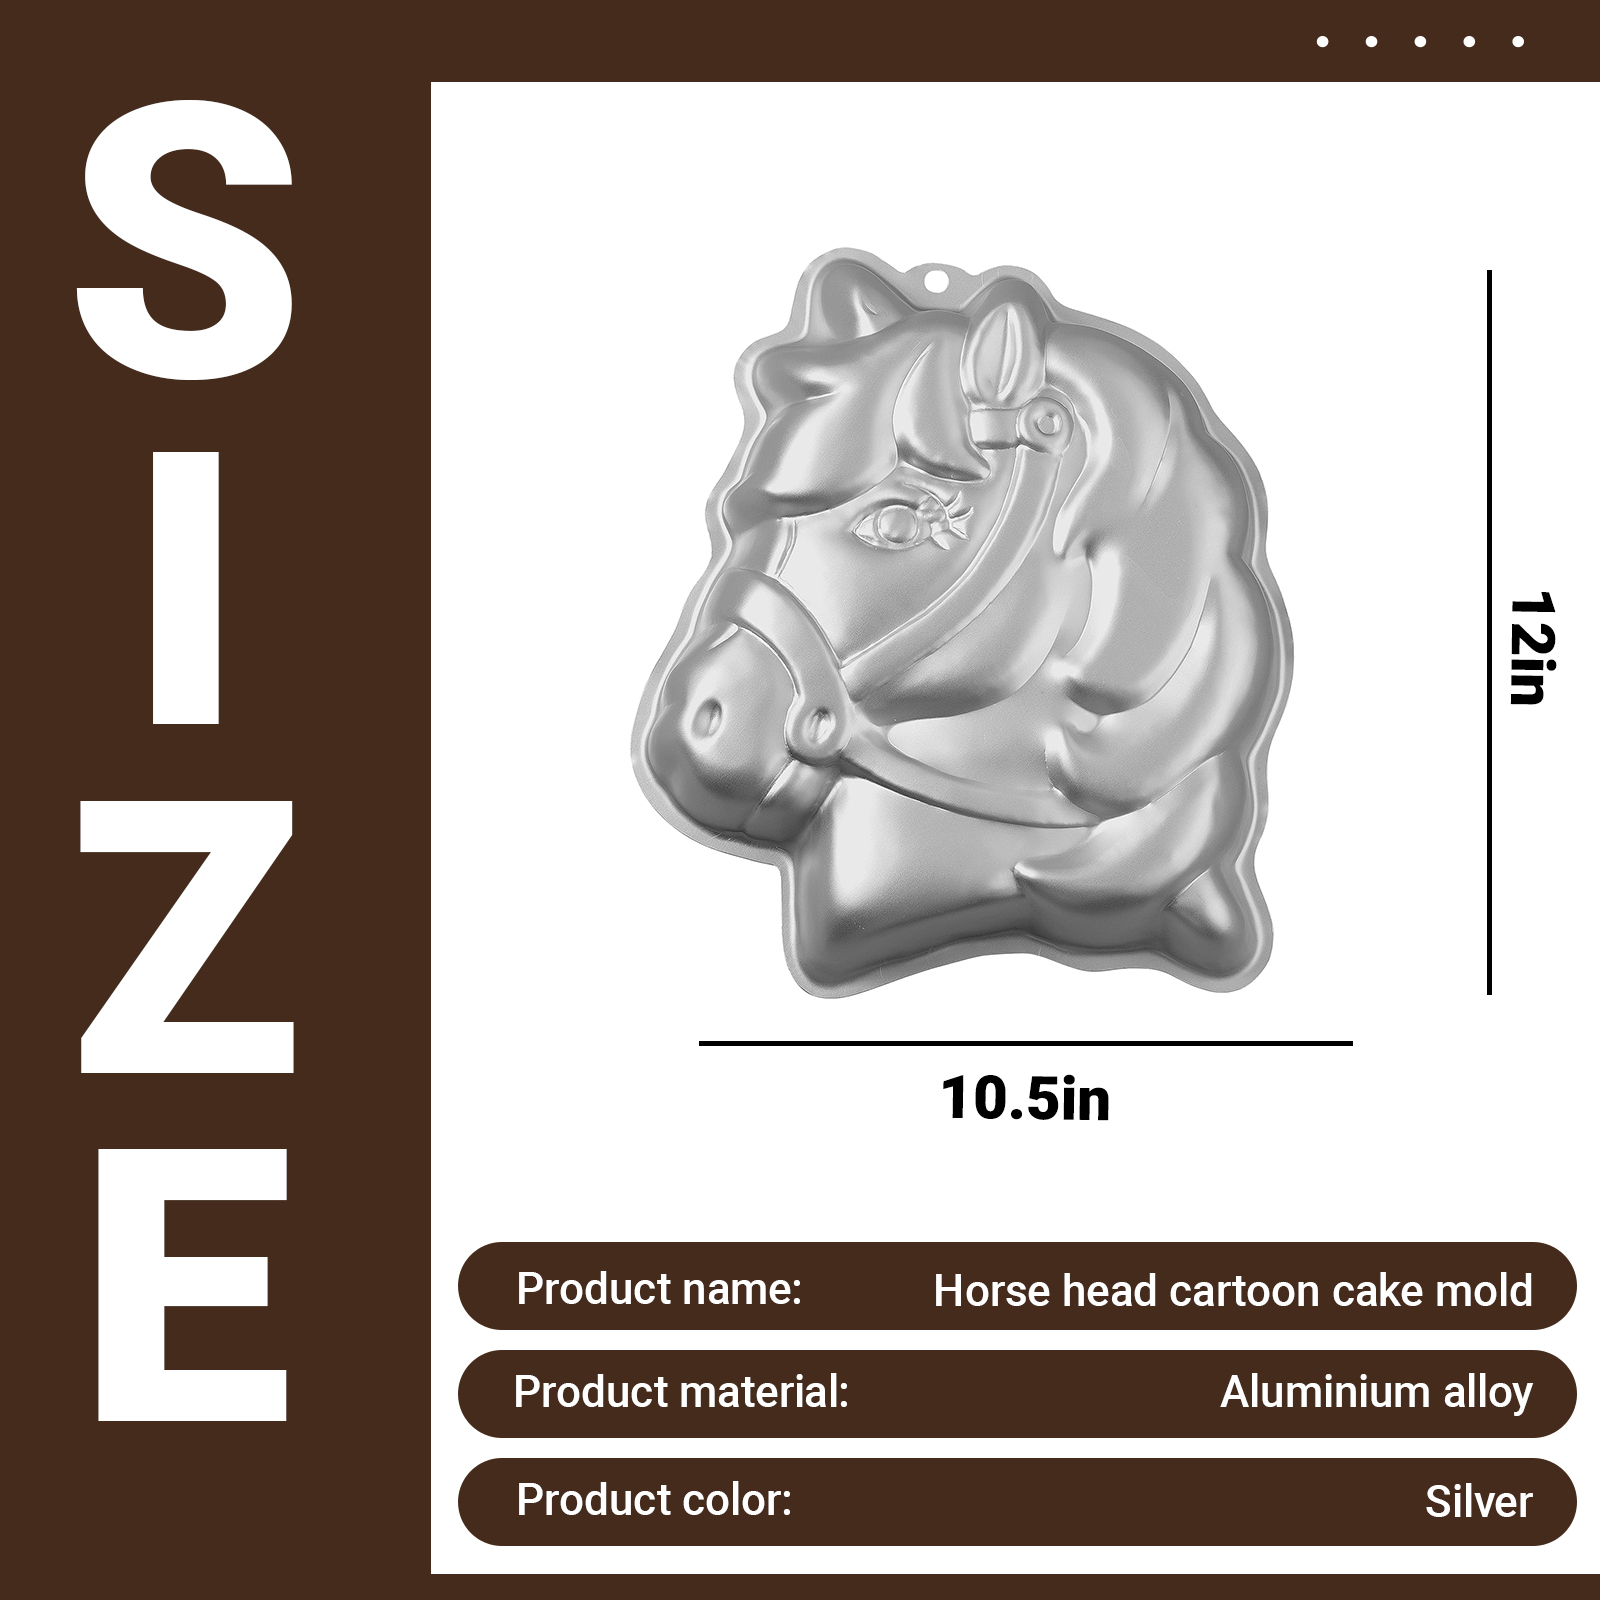 SIZE
12in
10.5in
Product name: Horse head cartoon cake mold
Product material: Aluminium alloy
Product color: Silver